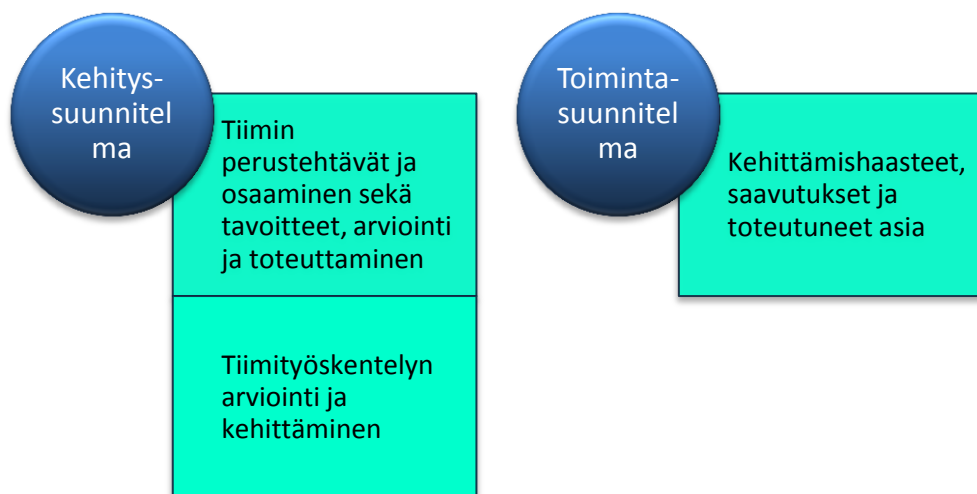 Kehitys-
suunnitel
ma
Tiimin
perustehtävät ja
osaaminen sekä
tavoitteet, arviointi
ja toteuttaminen
Tiimityöskentelyn
arviointi ja
kehittäminen
Toiminta-
suunnitel
ma
Kehittämishaasteet,
saavutukset ja
toteutuneet asia